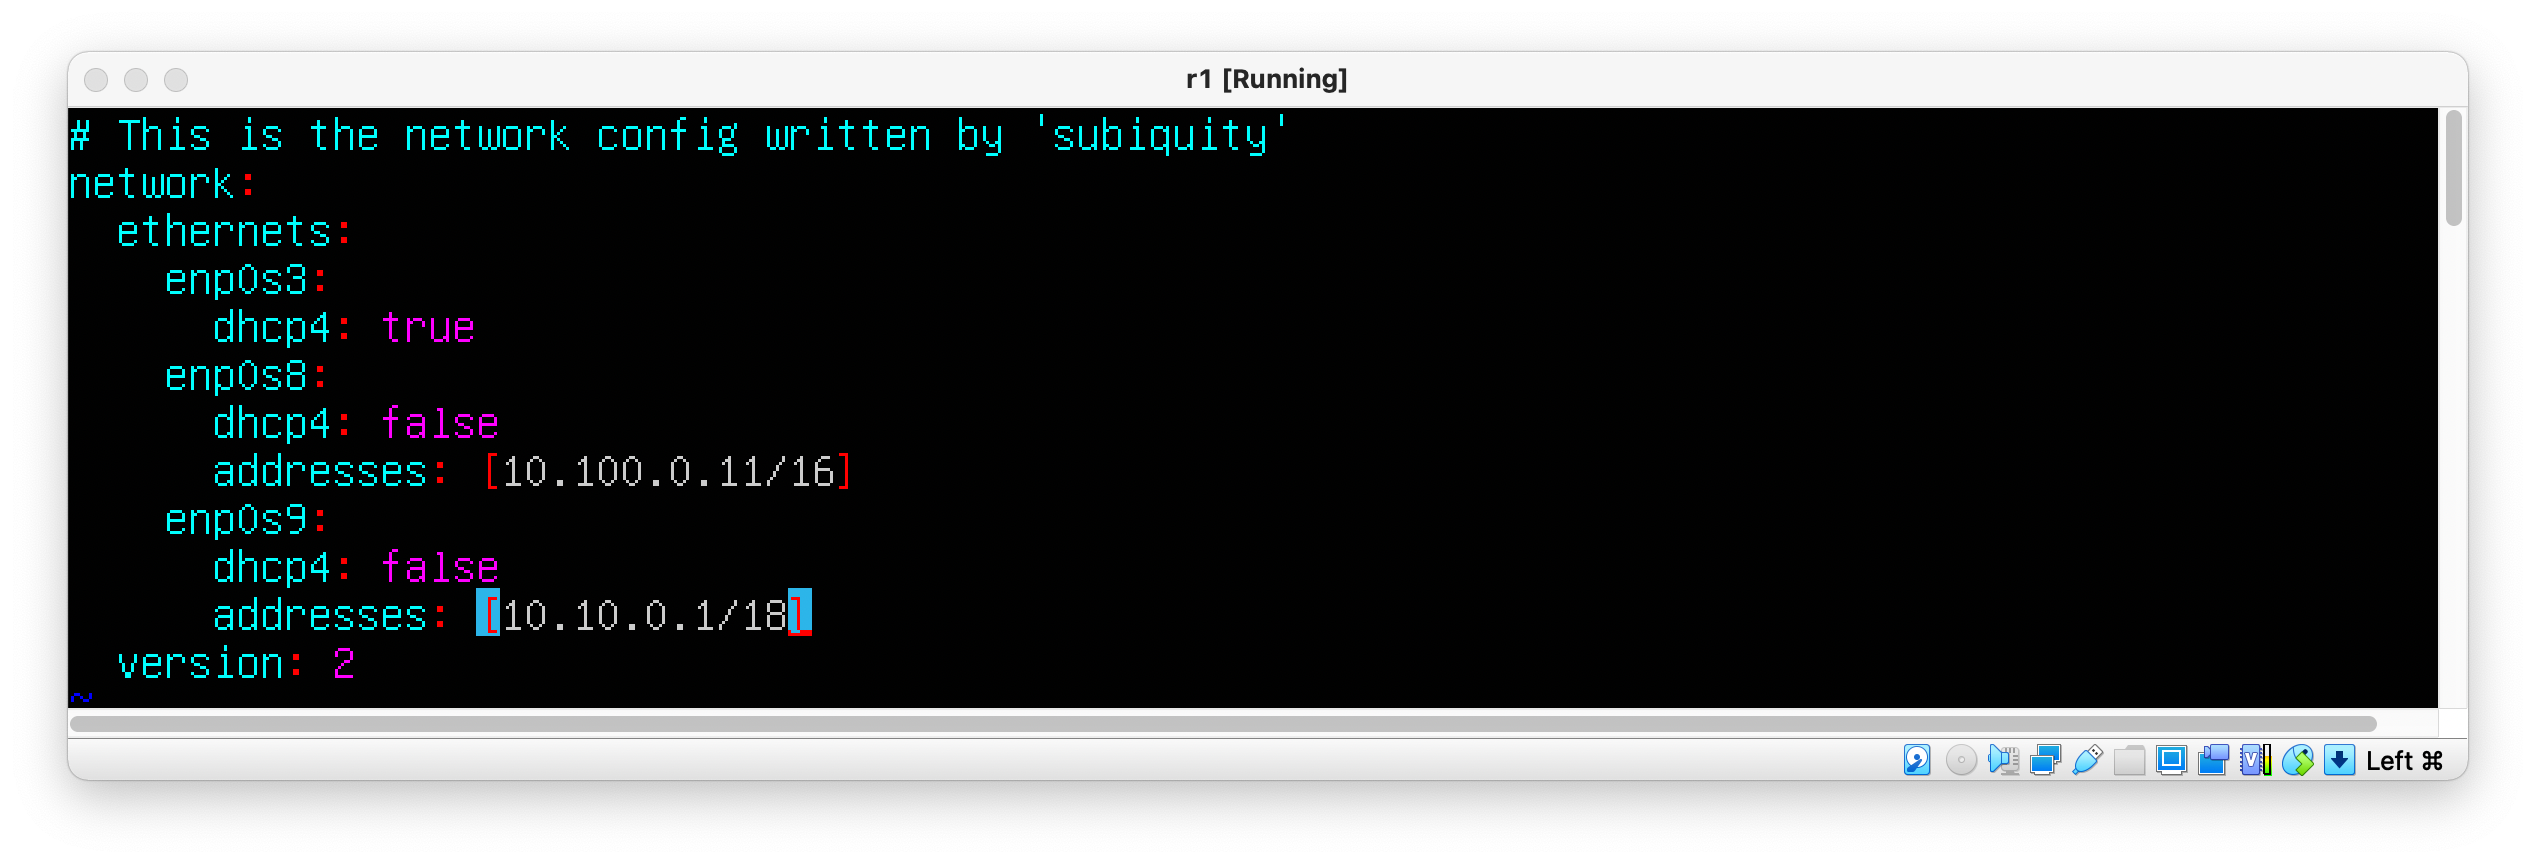 r1 [Running]
# This is the network config written by 'subiquity'
network:
  ethernets:
    enp0s3:
      dhcp4: true
    enp0s8:
      dhcp4: false
      addresses: [10.100.0.11/16]
    enp0s9:
      dhcp4: false
      addresses: [10.10.0.1/18]
  version: 2
~
Left ⌘